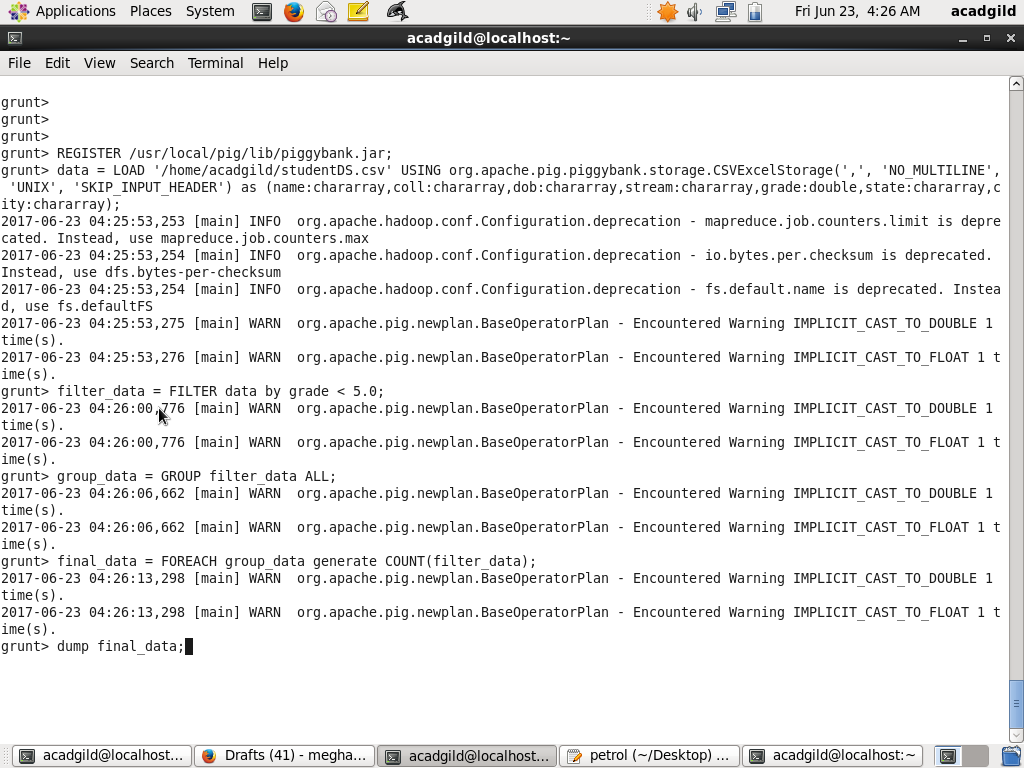 Applications Places System Fri Jun 23, 4:26 AM acadgild
acadgild@localhost:~
File Edit View Search Terminal Help
grunt>
grunt>
grunt>
grunt> REGISTER /usr/local/pig/lib/piggybank.jar;
grunt> data = LOAD '/home/acadgild/studentDS.csv' USING org.apache.pig.piggybank.storage.CSVExcelStorage(',', 'NO_MULTILINE',
 'UNIX', 'SKIP_INPUT_HEADER') as (name:chararray,coll:chararray,dob:chararray,stream:chararray,grade:double,state:chararray,c
ity:chararray);
2017-06-23 04:25:53,253 [main] INFO  org.apache.hadoop.conf.Configuration.deprecation - mapreduce.job.counters.limit is depre
cated. Instead, use mapreduce.job.counters.max
2017-06-23 04:25:53,254 [main] INFO  org.apache.hadoop.conf.Configuration.deprecation - io.bytes.per.checksum is deprecated.
Instead, use dfs.bytes-per-checksum
2017-06-23 04:25:53,254 [main] INFO  org.apache.hadoop.conf.Configuration.deprecation - fs.default.name is deprecated. Instea
d, use fs.defaultFS
2017-06-23 04:25:53,275 [main] WARN  org.apache.pig.newplan.BaseOperatorPlan - Encountered Warning IMPLICIT_CAST_TO_DOUBLE 1
time(s).
2017-06-23 04:25:53,276 [main] WARN  org.apache.pig.newplan.BaseOperatorPlan - Encountered Warning IMPLICIT_CAST_TO_FLOAT 1 t
ime(s).
grunt> filter_data = FILTER data by grade < 5.0;
2017-06-23 04:26:00,776 [main] WARN  org.apache.pig.newplan.BaseOperatorPlan - Encountered Warning IMPLICIT_CAST_TO_DOUBLE 1
time(s).
2017-06-23 04:26:00,776 [main] WARN  org.apache.pig.newplan.BaseOperatorPlan - Encountered Warning IMPLICIT_CAST_TO_FLOAT 1 t
ime(s).
grunt> group_data = GROUP filter_data ALL;
2017-06-23 04:26:06,662 [main] WARN  org.apache.pig.newplan.BaseOperatorPlan - Encountered Warning IMPLICIT_CAST_TO_DOUBLE 1
time(s).
2017-06-23 04:26:06,662 [main] WARN  org.apache.pig.newplan.BaseOperatorPlan - Encountered Warning IMPLICIT_CAST_TO_FLOAT 1 t
ime(s).
grunt> final_data = FOREACH group_data generate COUNT(filter_data);
2017-06-23 04:26:13,298 [main] WARN  org.apache.pig.newplan.BaseOperatorPlan - Encountered Warning IMPLICIT_CAST_TO_DOUBLE 1
time(s).
2017-06-23 04:26:13,298 [main] WARN  org.apache.pig.newplan.BaseOperatorPlan - Encountered Warning IMPLICIT_CAST_TO_FLOAT 1 t
ime(s).
grunt> dump final_data;
acadgild@localhost... Drafts (41) - megha... acadgild@localhost... petrol (~/Desktop) ... acadgild@localhost:~